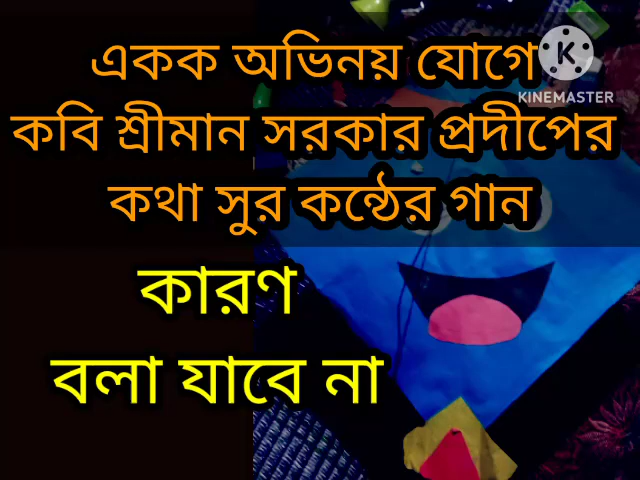 একক অভিনয় যোগে
KINEMASTER
কবি শ্রীমান সরকার প্রদীপের
কথা সুর কন্ঠের গান
কারণ
বলা যাবে না